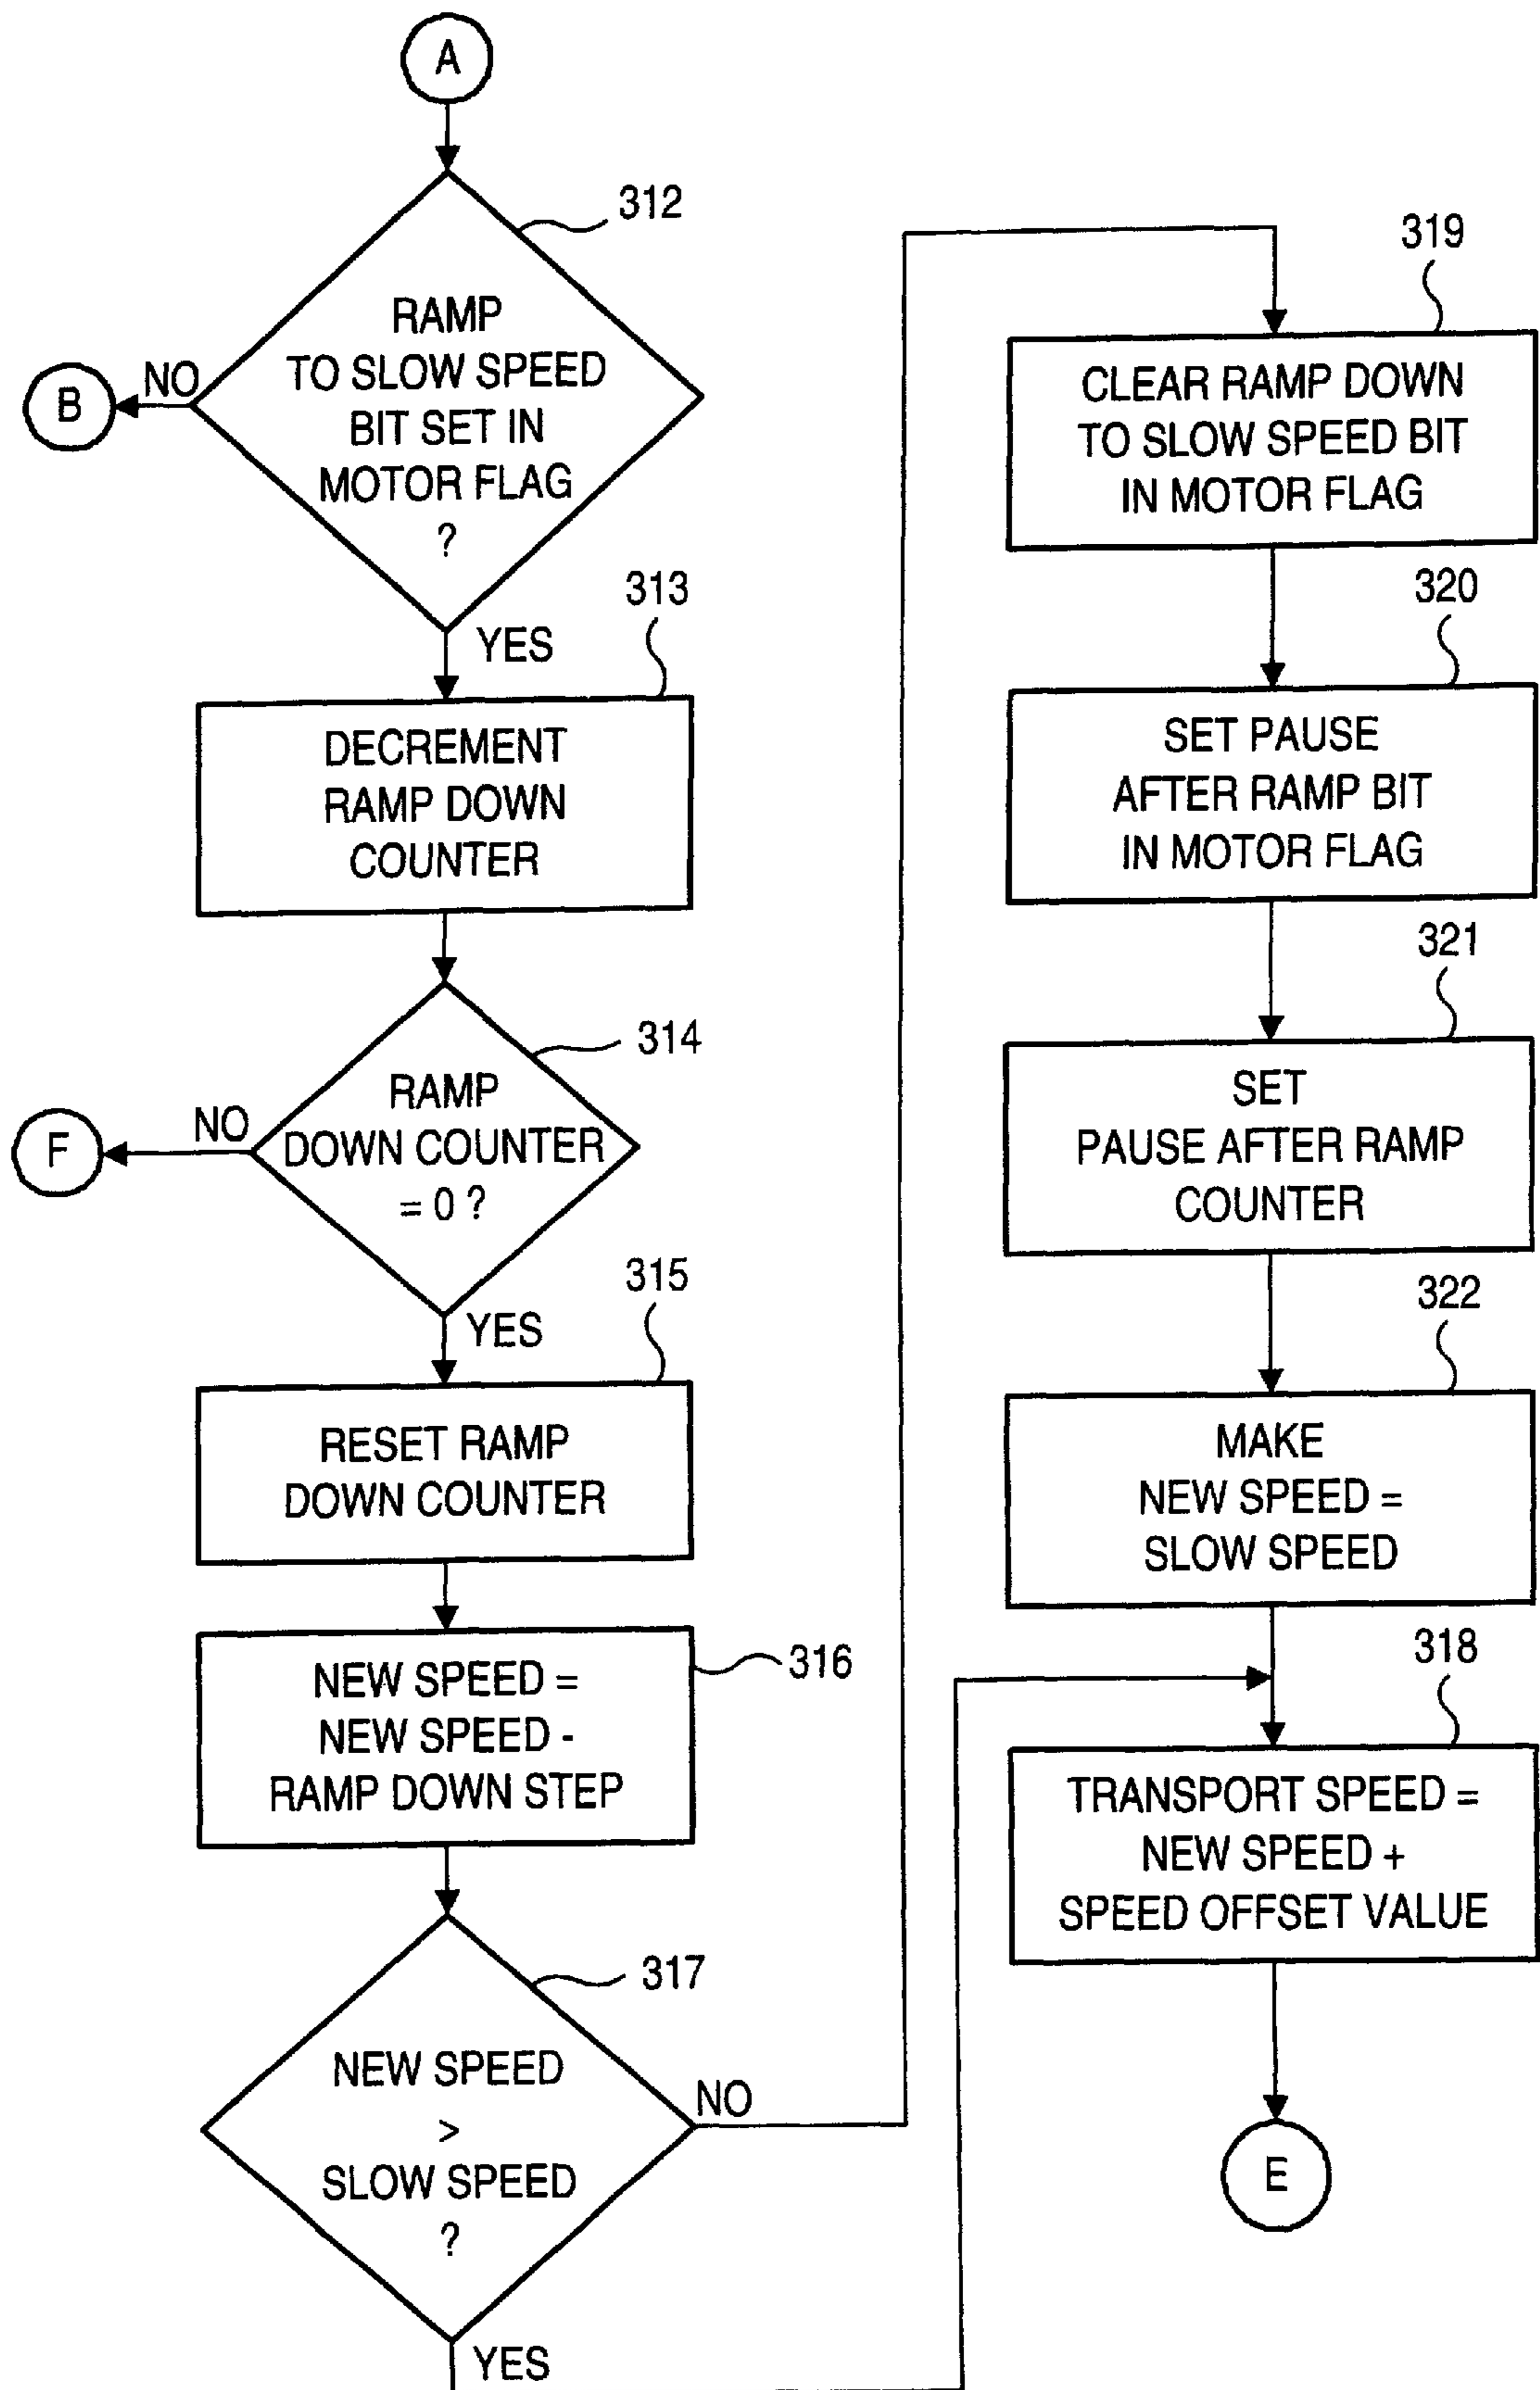 A
312
RAMP
TO SLOW SPEED
BIT SET IN
MOTOR FLAG
?
NO
B
YES
313
DECREMENT
RAMP DOWN
COUNTER
314
RAMP
DOWN COUNTER
= 0 ?
NO
F
YES
315
RESET RAMP
DOWN COUNTER
316
NEW SPEED =
NEW SPEED -
RAMP DOWN STEP
317
NEW SPEED
>
SLOW SPEED
?
NO
YES
319
CLEAR RAMP DOWN
TO SLOW SPEED BIT
IN MOTOR FLAG
320
SET PAUSE
AFTER RAMP BIT
IN MOTOR FLAG
321
SET
PAUSE AFTER RAMP
COUNTER
322
MAKE
NEW SPEED =
SLOW SPEED
318
TRANSPORT SPEED =
NEW SPEED +
SPEED OFFSET VALUE
E